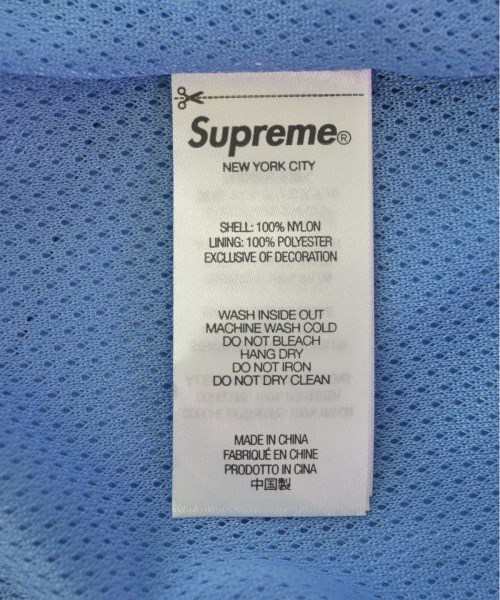 Supreme®
NEW YORK CITY
SHELL: 100% NYLON
LINING: 100% POLYESTER
EXCLUSIVE OF DECORATION
WASH INSIDE OUT
MACHINE WASH COLD
DO NOT BLEACH
HANG DRY
DO NOT IRON
DO NOT DRY CLEAN
MADE IN CHINA
FABRIQUÉ EN CHINE
PRODOTTO IN CINA
中国製